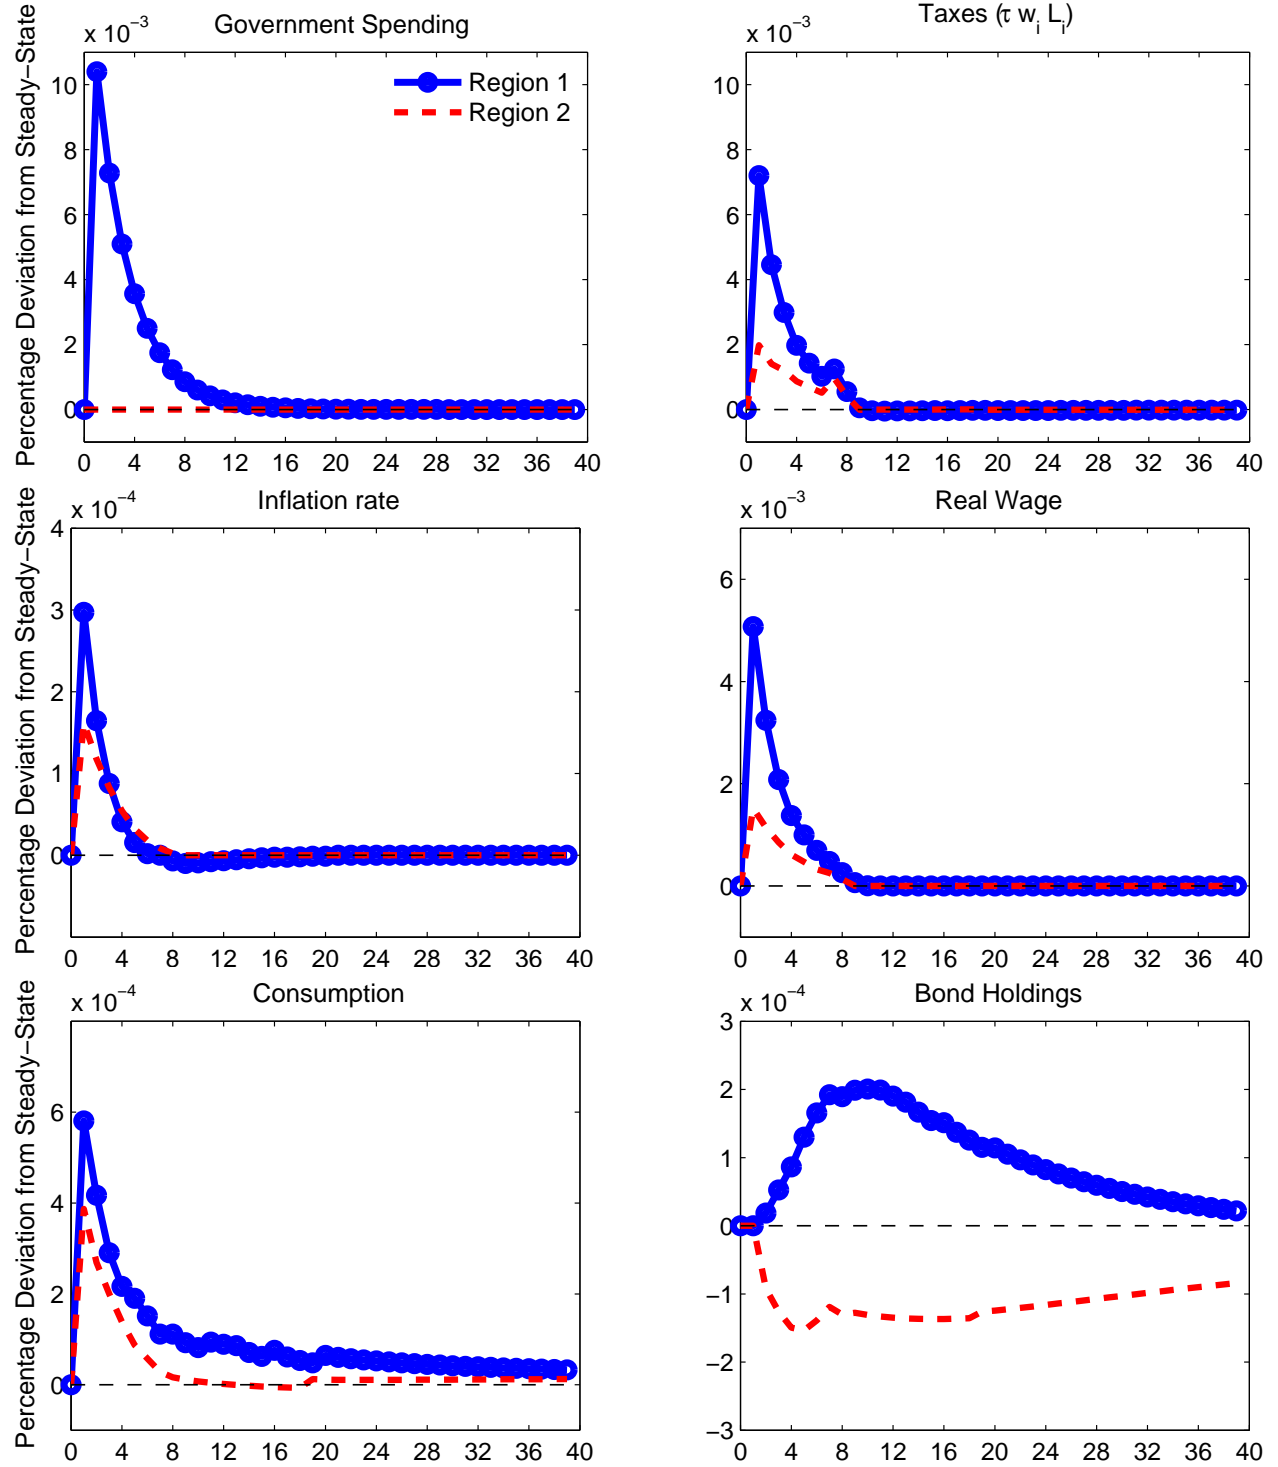 Government Spending
x 10⁻³
Percentage Deviation from Steady−State
10
8
6
4
2
0
0 4 8 12 16 20 24 28 32 36 40
Region 1
Region 2
Taxes (τ wᵢ Lᵢ)
x 10⁻³
10
8
6
4
2
0
0 4 8 12 16 20 24 28 32 36 40
Inflation rate
x 10⁻⁴
Percentage Deviation from Steady−State
4
3
2
1
0
0 4 8 12 16 20 24 28 32 36 40
Real Wage
x 10⁻³
6
4
2
0
0 4 8 12 16 20 24 28 32 36 40
Consumption
x 10⁻⁴
Percentage Deviation from Steady−State
6
4
2
0
0 4 8 12 16 20 24 28 32 36 40
Bond Holdings
x 10⁻⁴
3
2
1
0
−1
−2
−3
0 4 8 12 16 20 24 28 32 36 40